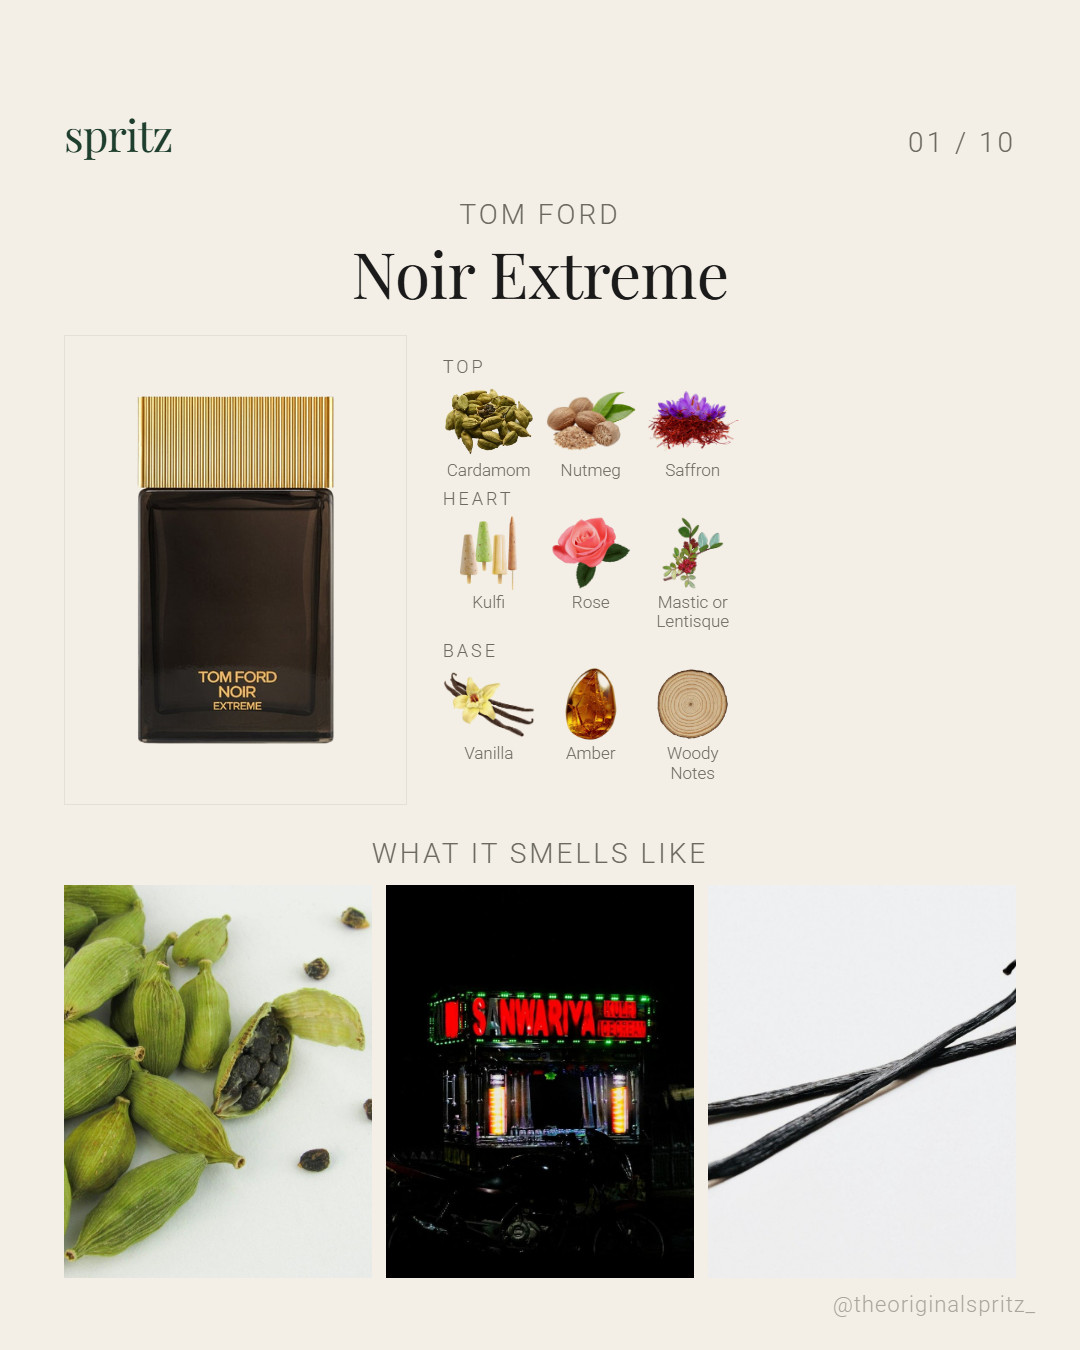 spritz
01 / 10
TOM FORD
Noir Extreme
TOM FORD
NOIR
EXTREME
TOP
Cardamom Nutmeg Saffron
HEART
Kulfi Rose Mastic or
Lentisque
BASE
Vanilla Amber Woody
Notes
WHAT IT SMELLS LIKE
SANWARIYA
@theoriginalspritz_